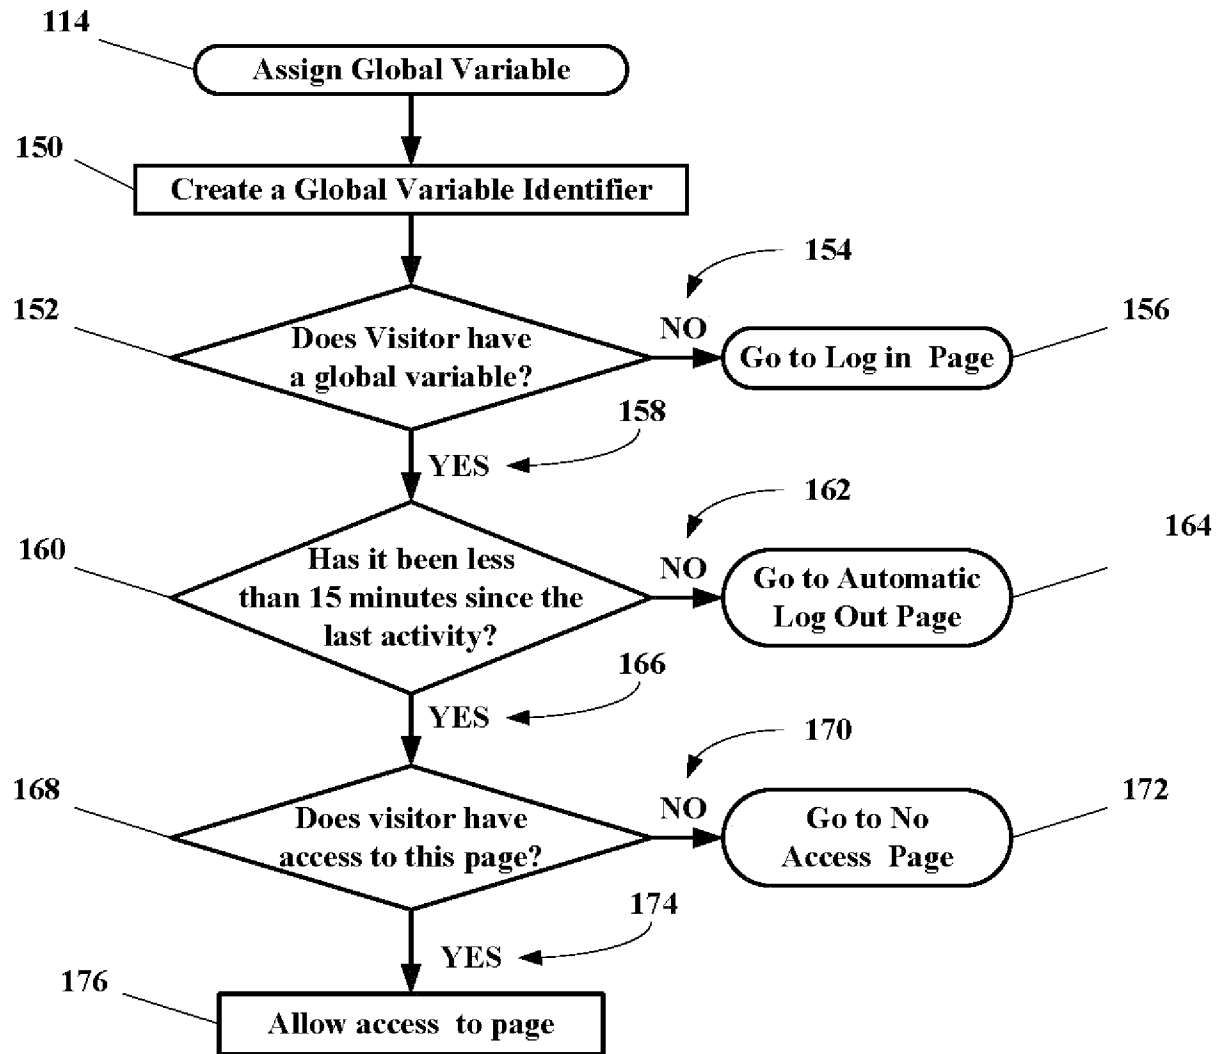 114
Assign Global Variable
150
Create a Global Variable Identifier
154
152
NO
156
Does Visitor have
a global variable?
Go to Log in Page
158
YES
162
164
160
NO
Has it been less
than 15 minutes since the
last activity?
Go to Automatic
Log Out Page
166
YES
170
168
NO
172
Does visitor have
access to this page?
Go to No
Access Page
174
YES
176
Allow access to page